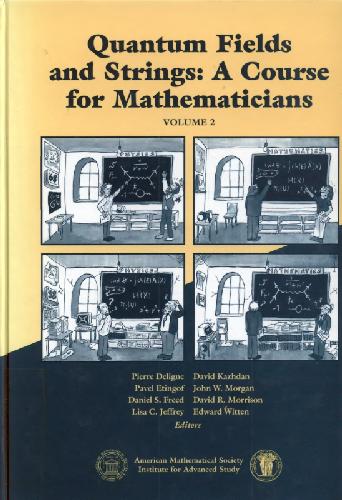 Quantum Fields
and Strings: A Course
for Mathematicians
VOLUME 2
PHYSICS
MATHEMATICS
PHYSICS
MATHEMATICS
Pierre Deligne David Kazhdan
Pavel Etingof John W. Morgan
Daniel S. Freed David R. Morrison
Lisa C. Jeffrey Edward Witten
Editors
American Mathematical Society
Institute for Advanced Study